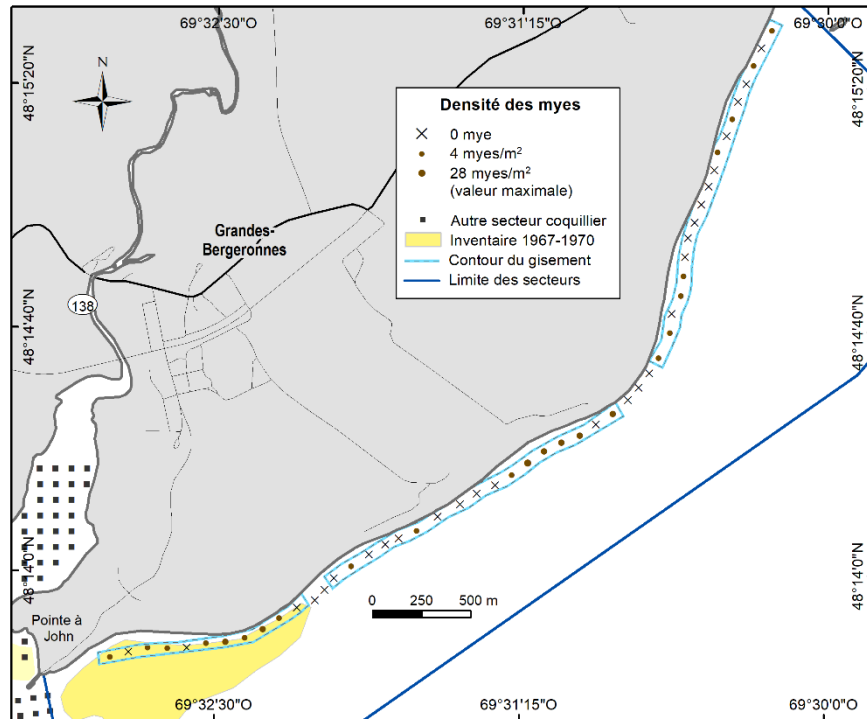 69°32'30"O 69°31'15"O 69°30'0"O
48°15'20"N 48°15'20"N
N
Densité des myes
0 mye
4 myes/m²
28 myes/m²
(valeur maximale)
Autre secteur coquillier
Inventaire 1967-1970
Contour du gisement
Limite des secteurs
Grandes-
Bergeronnes
138
48°14'40"N 48°14'40"N
48°14'0"N 48°14'0"N
0 250 500 m
Pointe à
John
69°32'30"O 69°31'15"O 69°30'0"O